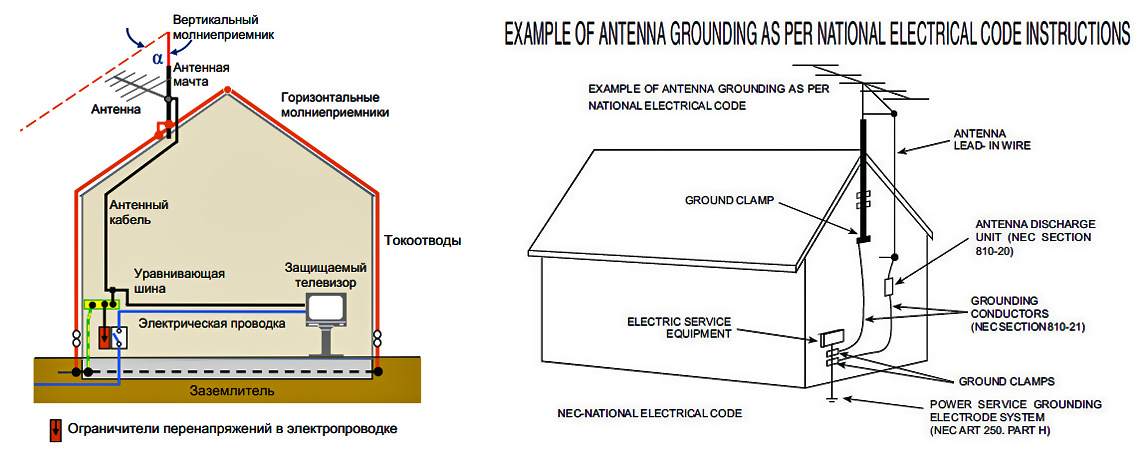 Вертикальный
молниеприемник
α
Антенная
мачта
Антенна
Горизонтальные
молниеприемники
Антенный
кабель
Токоотводы
Уравнивающая
шина
Защищаемый
телевизор
Электрическая проводка
Заземлитель
Ограничители перенапряжений в электропроводке
EXAMPLE OF ANTENNA GROUNDING AS PER NATIONAL ELECTRICAL CODE INSTRUCTIONS
EXAMPLE OF ANTENNA GROUNDING AS PER
NATIONAL ELECTRICAL CODE
ANTENNA
LEAD- IN WIRE
GROUND CLAMP
ANTENNA DISCHARGE
UNIT (NEC SECTION
810-20)
GROUNDING
CONDUCTORS
(NEC SECTION 810-21)
ELECTRIC SERVICE
EQUIPMENT
GROUND CLAMPS
POWER SERVICE GROUNDING
ELECTRODE SYSTEM
(NEC ART 250. PART H)
NEC-NATIONAL ELECTRICAL CODE